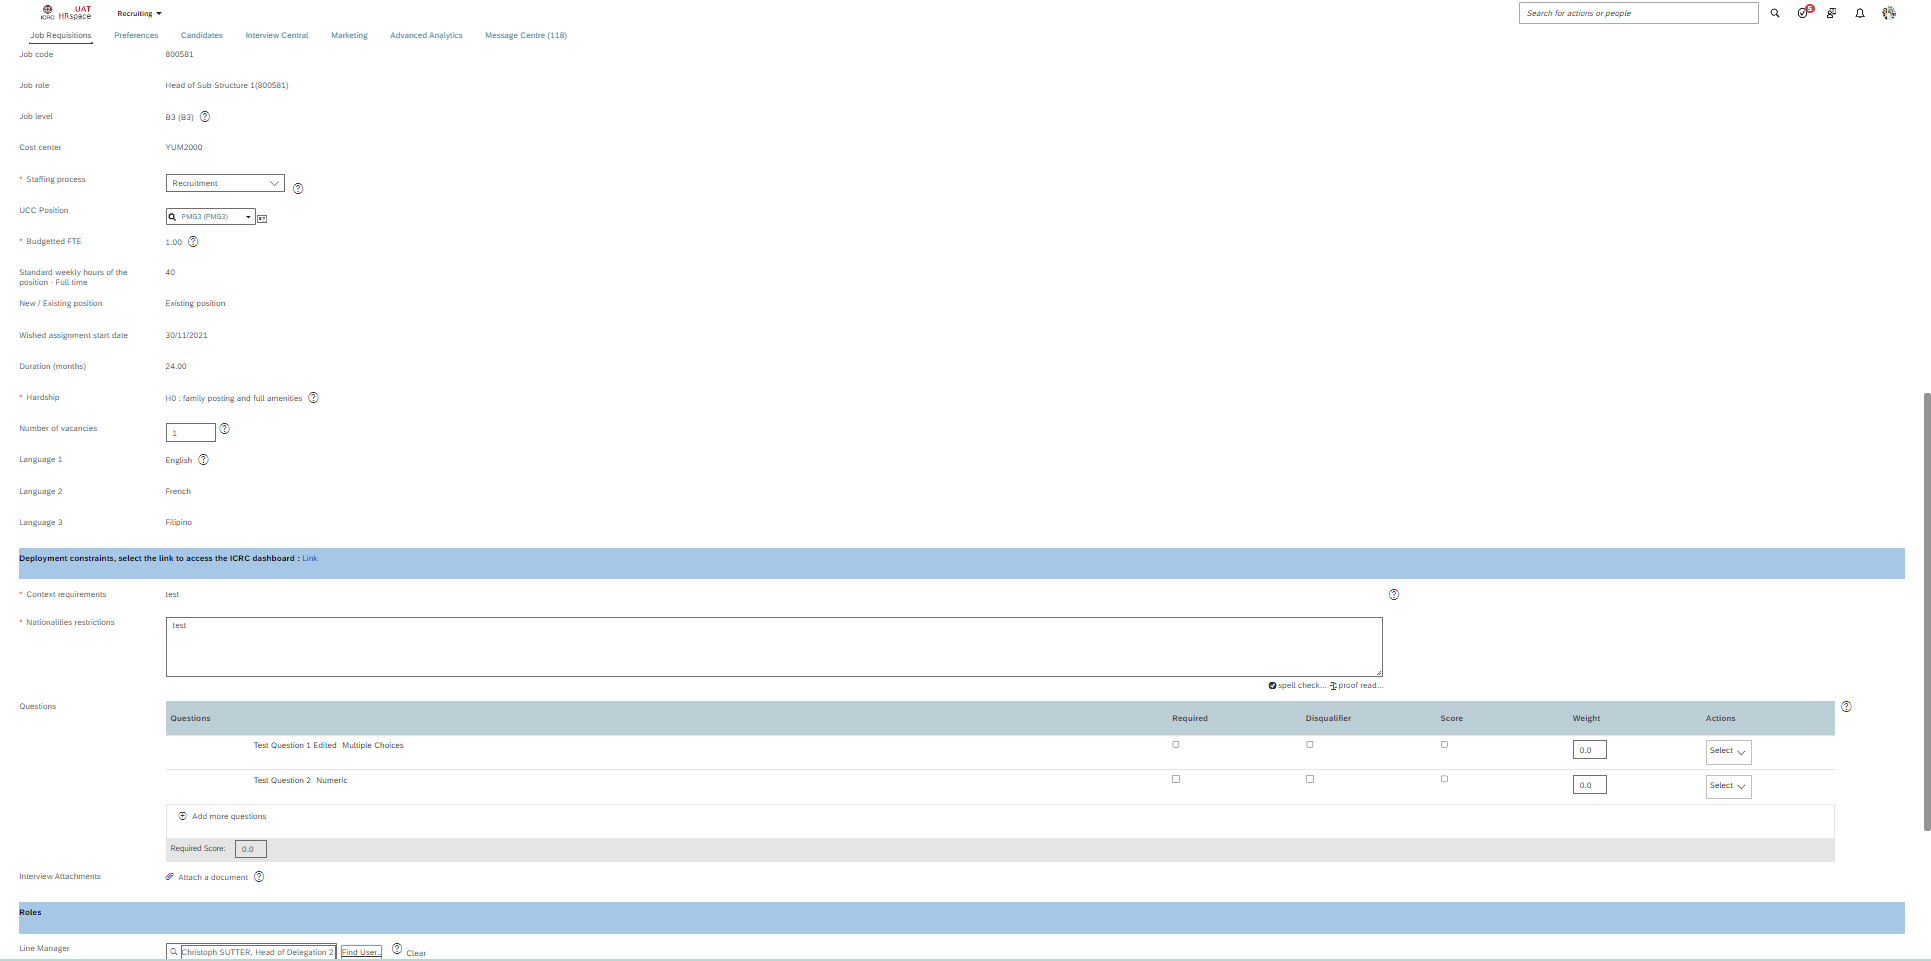 UAT
ICRC HRspace
Recruiting
Search for actions or people
5
Job Requisitions Preferences Candidates Interview Central Marketing Advanced Analytics Message Centre (118)
Job code 800581
Job role Head of Sub-Structure 1(800581)
Job level B3 (B3) ?
Cost center YUM2000
* Staffing process Recruitment ?
UCC Position PMG3 (PMG3)
* Budgetted FTE 1.00 ?
Standard weekly hours of the 40
position - Full time
New / Existing position Existing position
Wished assignment start date 30/11/2021
Duration (months) 24.00
* Hardship H0 : family posting and full amenities ?
Number of vacancies 1 ?
Language 1 English ?
Language 2 French
Language 3 Filipino
Deployment constraints, select the link to access the ICRC dashboard : Link
* Context requirements test ?
* Nationalities restrictions test
spell check... proof read...
Questions ?
Questions Required Disqualifier Score Weight Actions
Test Question 1 Edited Multiple Choices 0.0 Select
Test Question 2 Numeric 0.0 Select
Add more questions
Required Score: 0.0
Interview Attachments Attach a document ?
Roles
Line Manager Christoph SUTTER, Head of Delegation 2 Find User.. ? Clear